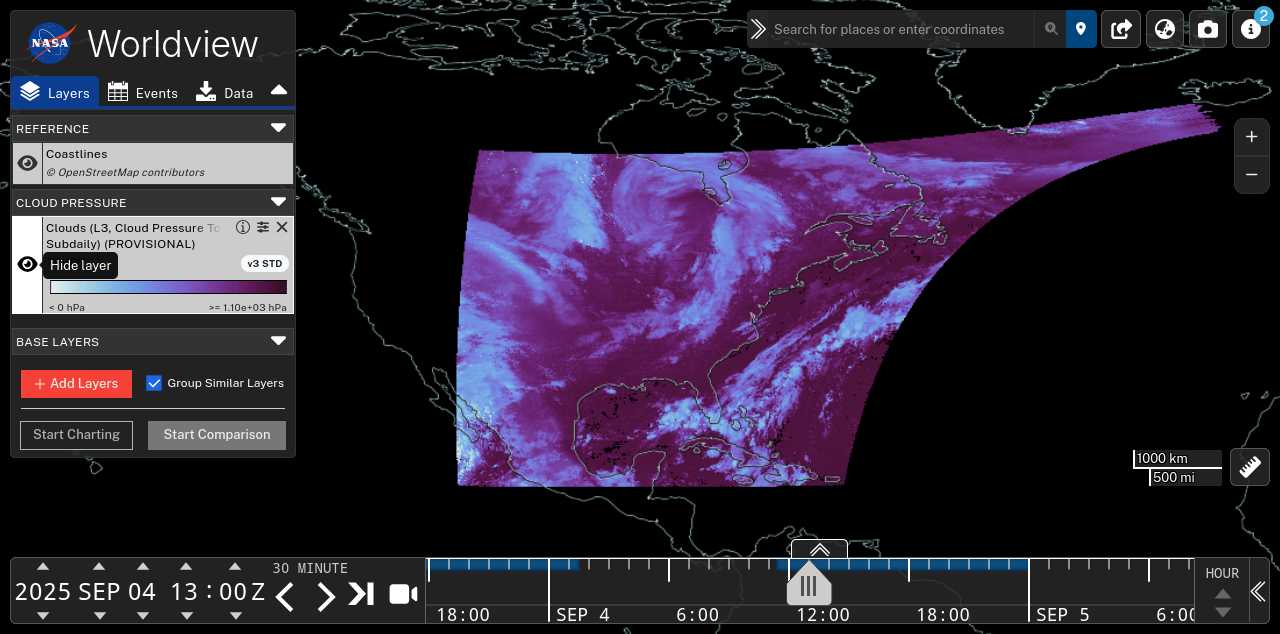 NASA Worldview
Search for places or enter coordinates
2
Layers
Events
Data
REFERENCE
Coastlines
© OpenStreetMap contributors
CLOUD PRESSURE
Clouds (L3, Cloud Pressure To
Subdaily) (PROVISIONAL)
Hide layer
v3 STD
< 0 hPa
>= 1.10e+03 hPa
BASE LAYERS
+ Add Layers
Group Similar Layers
Start Charting
Start Comparison
+
−
1000 km
500 mi
30 MINUTE
2025 SEP 04 13 : 00 Z
18:00
SEP 4
6:00
12:00
18:00
SEP 5
6:00
HOUR